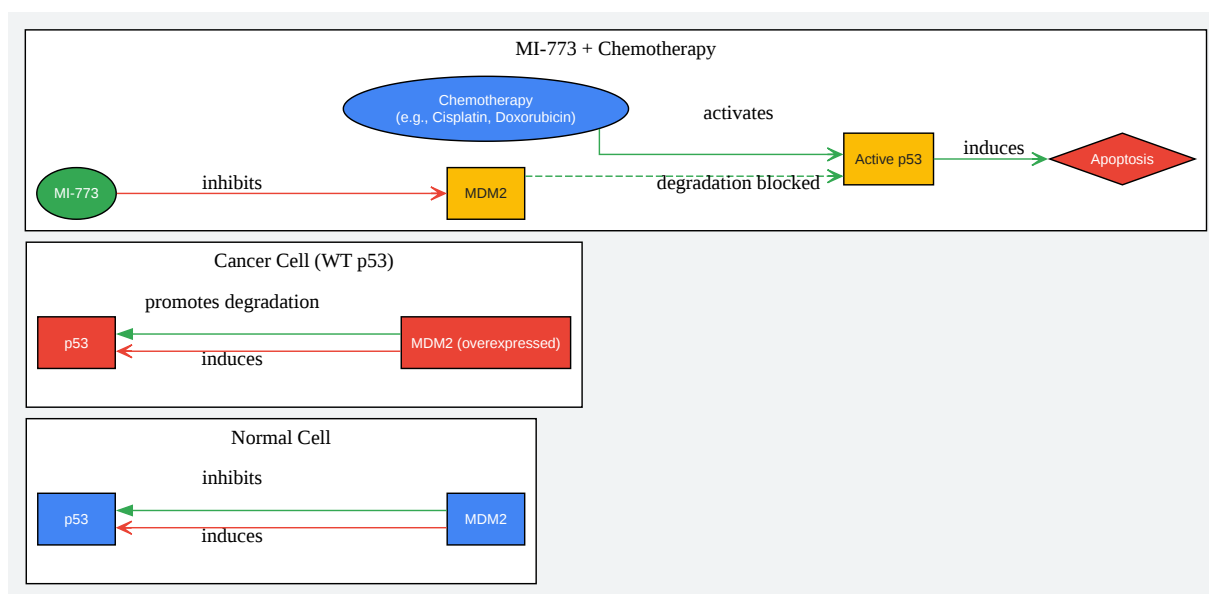 MI-773 + Chemotherapy
Chemotherapy
(e.g., Cisplatin, Doxorubicin)
activates
Active p53
induces
Apoptosis
MI-773
inhibits
MDM2
degradation blocked
Cancer Cell (WT p53)
promotes degradation
p53
MDM2 (overexpressed)
induces
Normal Cell
inhibits
p53
MDM2
induces